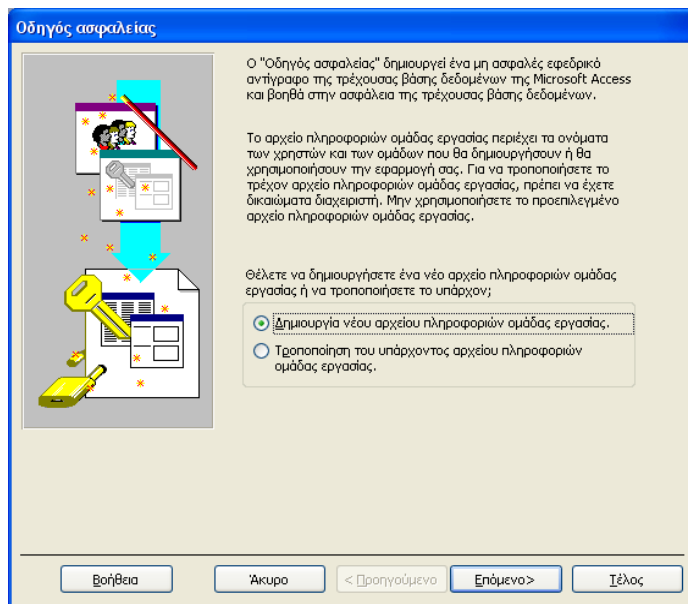 Οδηγός ασφαλείας
Ο "Οδηγός ασφαλείας" δημιουργεί ένα μη ασφαλές εφεδρικό
αντίγραφο της τρέχουσας βάσης δεδομένων της Microsoft Access
και βοηθά στην ασφάλεια της τρέχουσας βάσης δεδομένων.
Το αρχείο πληροφοριών ομάδας εργασίας περιέχει τα ονόματα
των χρηστών και των ομάδων που θα δημιουργήσουν ή θα
χρησιμοποιήσουν την εφαρμογή σας. Για να τροποποιήσετε το
τρέχον αρχείο πληροφοριών ομάδας εργασίας, πρέπει να έχετε
δικαιώματα διαχειριστή. Μην χρησιμοποιήσετε το προεπιλεγμένο
αρχείο πληροφοριών ομάδας εργασίας.
Θέλετε να δημιουργήσετε ένα νέο αρχείο πληροφοριών ομάδας
εργασίας ή να τροποποιήσετε το υπάρχον;
Δημιουργία νέου αρχείου πληροφοριών ομάδας εργασίας.
Τροποποίηση του υπάρχοντος αρχείου πληροφοριών
ομάδας εργασίας.
Βοήθεια
Άκυρο
< Προηγούμενο
Επόμενο>
Τέλος